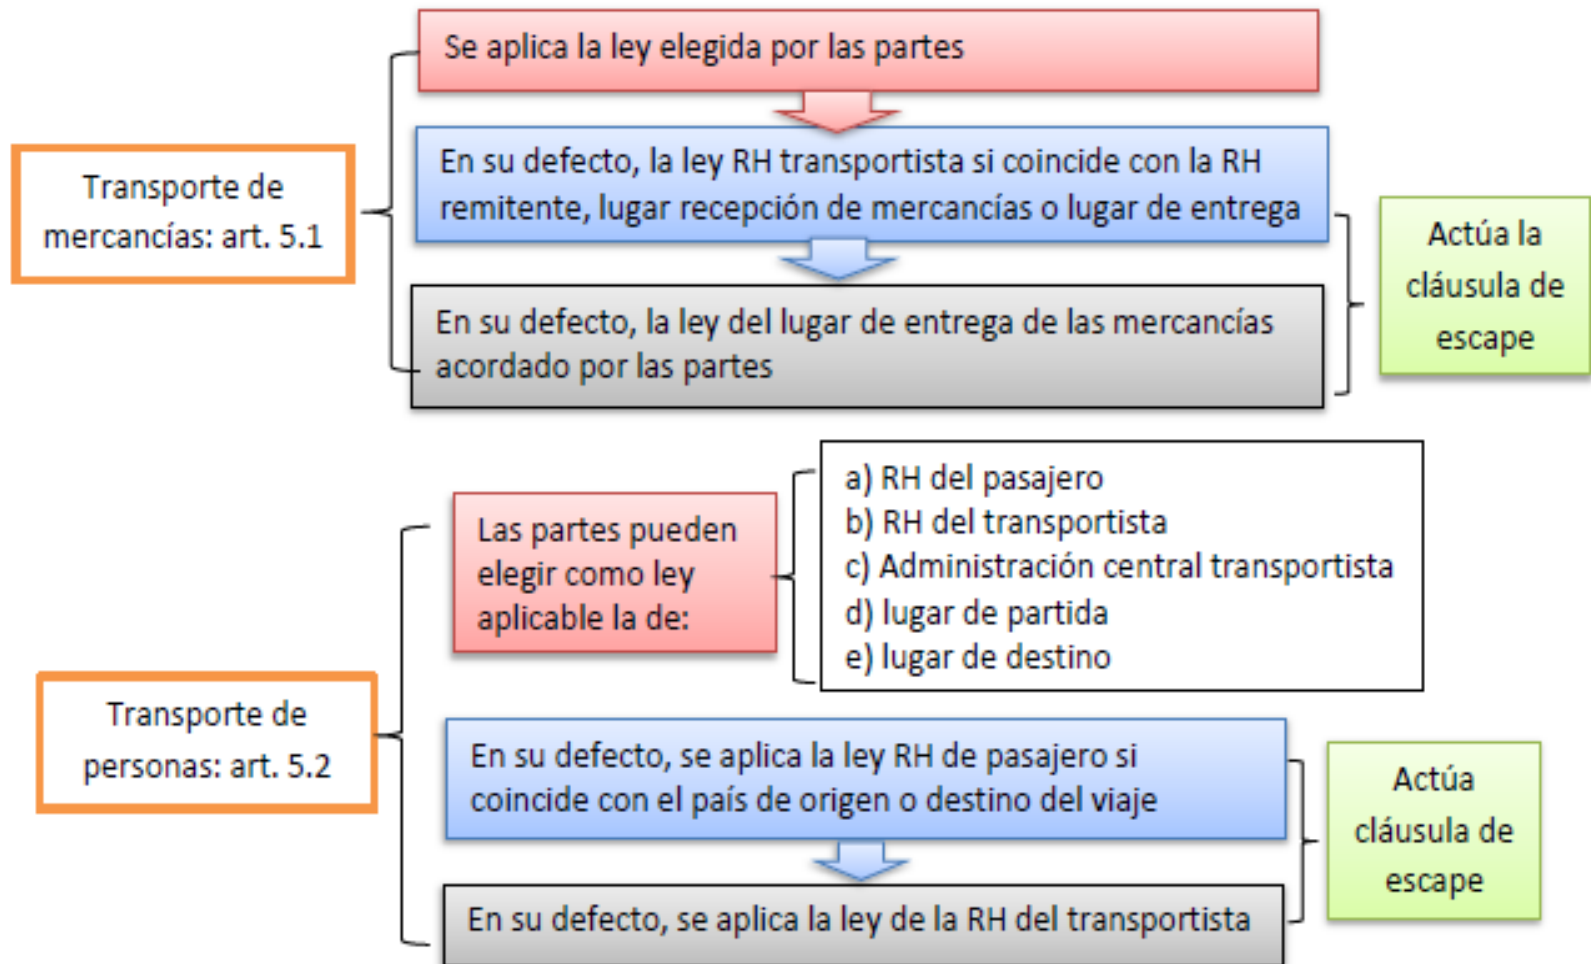 Se aplica la ley elegida por las partes
En su defecto, la ley RH transportista si coincide con la RH
remitente, lugar recepción de mercancías o lugar de entrega
Transporte de
mercancías: art. 5.1
En su defecto, la ley del lugar de entrega de las mercancías
acordado por las partes
Actúa la
cláusula de
escape
Las partes pueden
elegir como ley
aplicable la de:
a) RH del pasajero
b) RH del transportista
c) Administración central transportista
d) lugar de partida
e) lugar de destino
Transporte de
personas: art. 5.2
En su defecto, se aplica la ley RH de pasajero si
coincide con el país de origen o destino del viaje
En su defecto, se aplica la ley de la RH del transportista
Actúa
cláusula de
escape